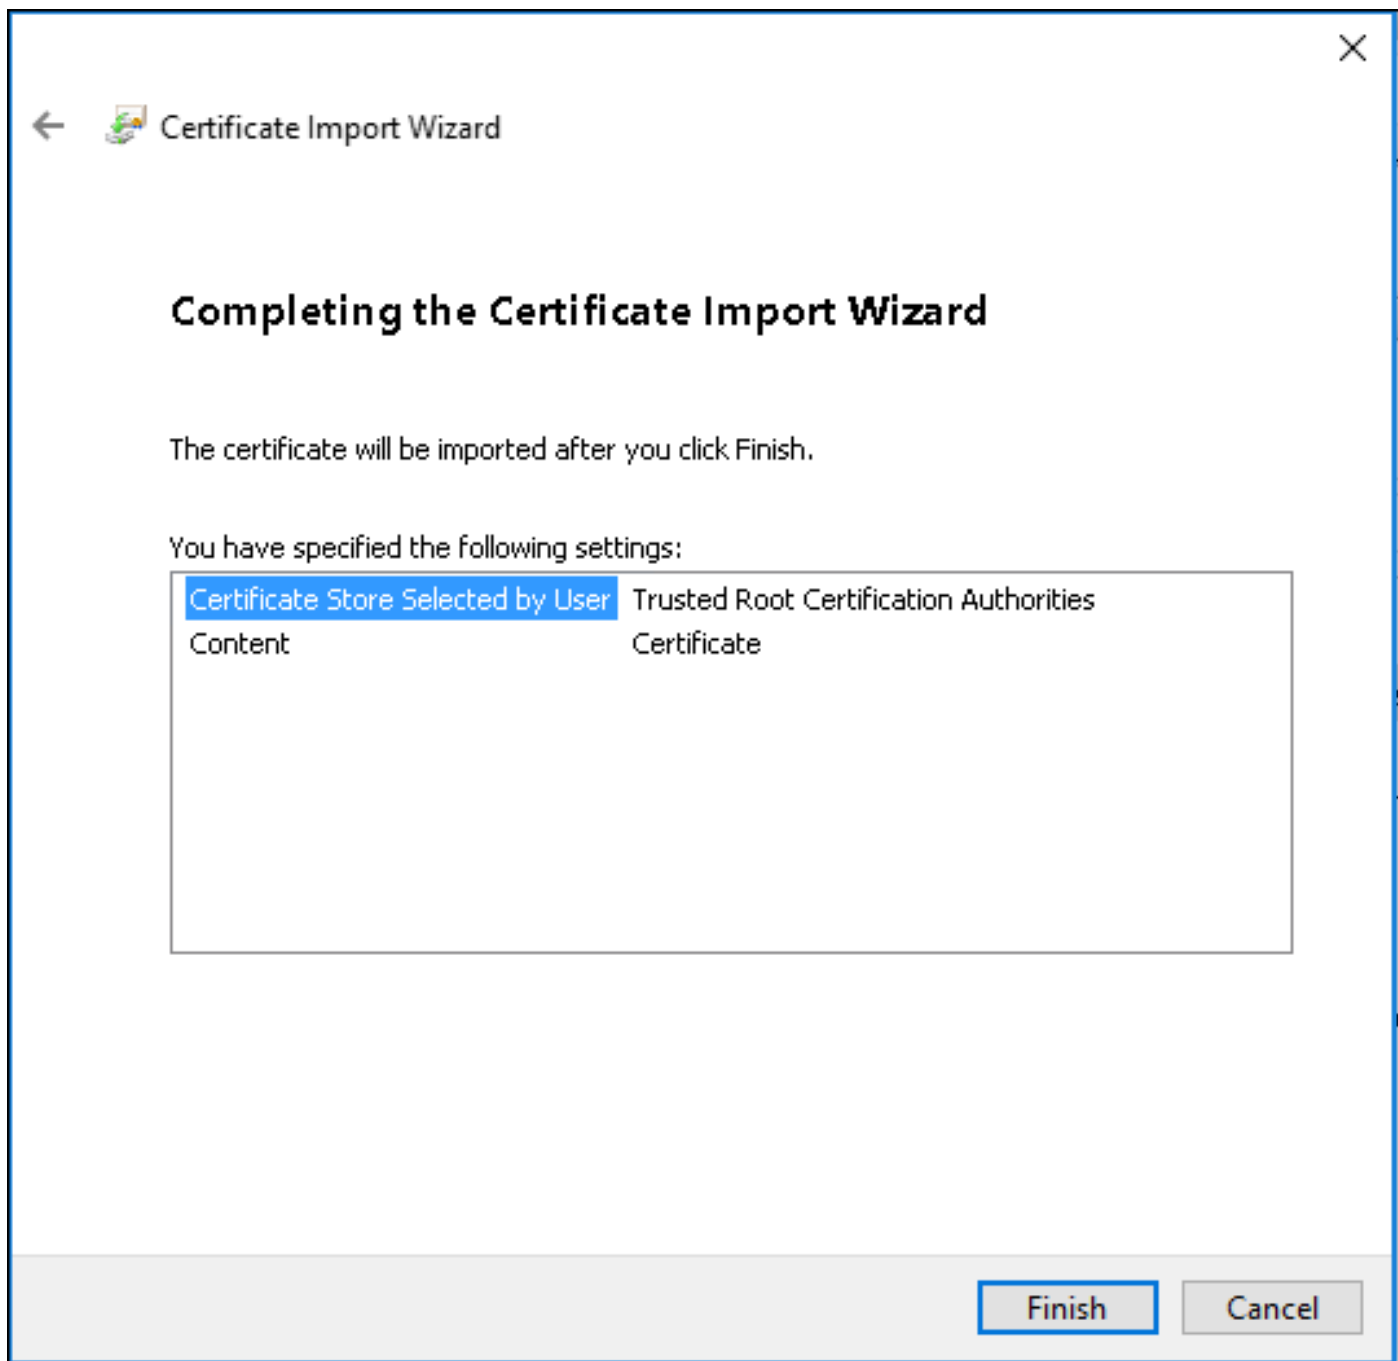 Certificate Import Wizard
Completing the Certificate Import Wizard
The certificate will be imported after you click Finish.
You have specified the following settings:
Certificate Store Selected by User Trusted Root Certification Authorities
Content Certificate
Finish Cancel